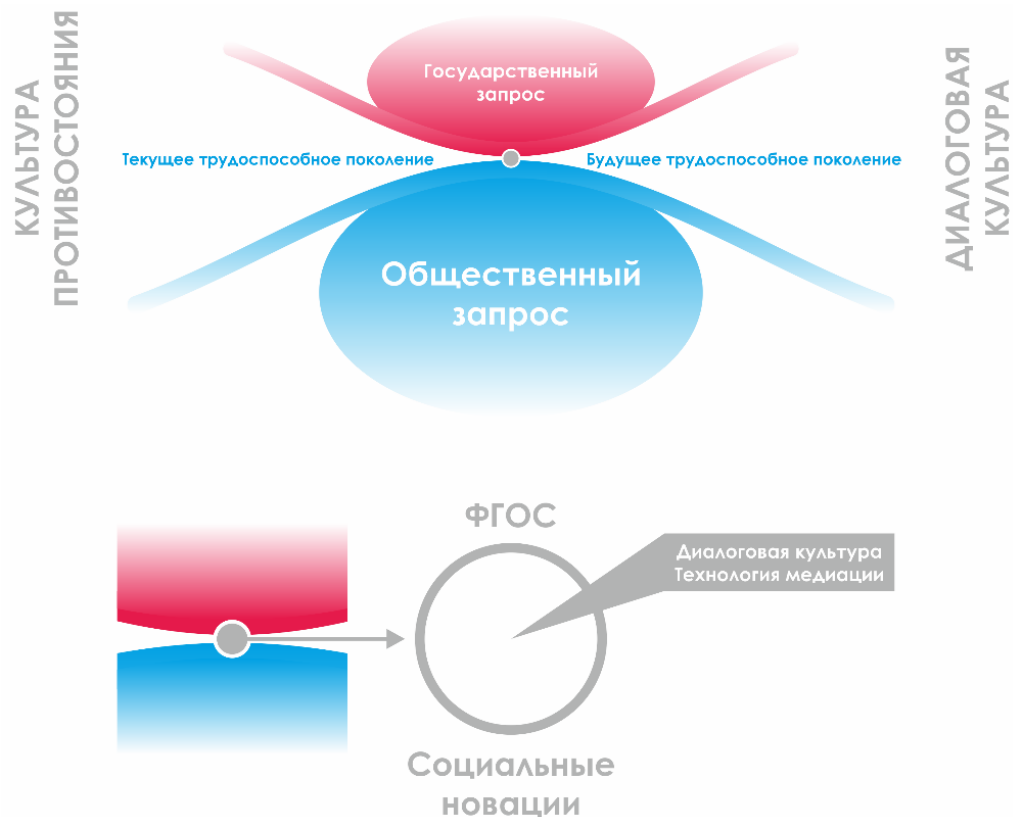 КУЛЬТУРА
ПРОТИВОСТОЯНИЯ
Государственный
запрос
ДИАЛОГОВАЯ
КУЛЬТУРА
Текущее трудоспособное поколение
Будущее трудоспособное поколение
Общественный
запрос
ФГОС
Диалоговая культура
Технология медиации
Социальные
новации